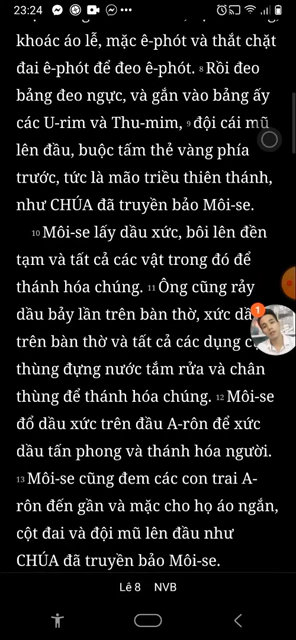 23:24
khoác áo lễ, mặc ê-phót và thắt chặt
đai ê-phót để đeo ê-phót. 8 Rồi đeo
bảng đeo ngực, và gắn vào bảng ấy
các U-rim và Thu-mim, 9 đội cái mũ
lên đầu, buộc tấm thẻ vàng phía
trước, tức là mão triều thiên thánh,
như CHÚA đã truyền bảo Môi-se.
10 Môi-se lấy dầu xức, bôi lên đền
tạm và tất cả các vật trong đó để
thánh hóa chúng. 11 Ông cũng rảy
dầu bảy lần trên bàn thờ, xức
trên bàn thờ và tất cả các dụng
thùng đựng nước tắm rửa và chân
thùng để thánh hóa chúng. 12 Môi-se
đổ dầu xức trên đầu A-rôn để xức
dầu tấn phong và thánh hóa người.
13 Môi-se cũng đem các con trai A-
rôn đến gần và mặc cho họ áo ngắn,
cột đai và đội mũ lên đầu như
CHÚA đã truyền bảo Môi-se.
1
Lê 8 NVB